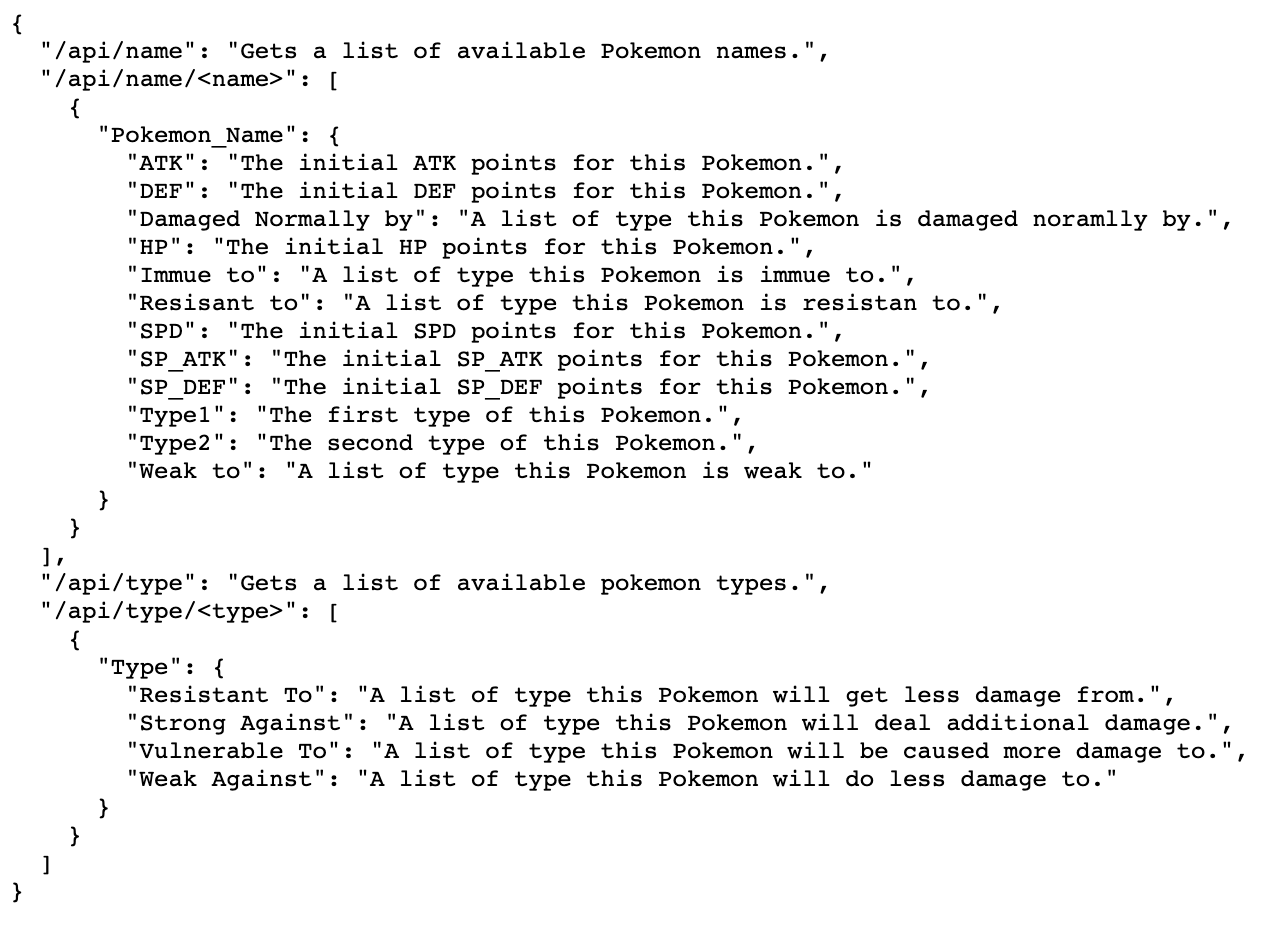 {
  "/api/name": "Gets a list of available Pokemon names.",
  "/api/name/<name>": [
    {
      "Pokemon_Name": {
        "ATK": "The initial ATK points for this Pokemon.",
        "DEF": "The initial DEF points for this Pokemon.",
        "Damaged Normally by": "A list of type this Pokemon is damaged noramlly by.",
        "HP": "The initial HP points for this Pokemon.",
        "Immue to": "A list of type this Pokemon is immue to.",
        "Resisant to": "A list of type this Pokemon is resistan to.",
        "SPD": "The initial SPD points for this Pokemon.",
        "SP_ATK": "The initial SP_ATK points for this Pokemon.",
        "SP_DEF": "The initial SP_DEF points for this Pokemon.",
        "Type1": "The first type of this Pokemon.",
        "Type2": "The second type of this Pokemon.",
        "Weak to": "A list of type this Pokemon is weak to."
      }
    }
  ],
  "/api/type": "Gets a list of available pokemon types.",
  "/api/type/<type>": [
    {
      "Type": {
        "Resistant To": "A list of type this Pokemon will get less damage from.",
        "Strong Against": "A list of type this Pokemon will deal additional damage.",
        "Vulnerable To": "A list of type this Pokemon will be caused more damage to.",
        "Weak Against": "A list of type this Pokemon will do less damage to."
      }
    }
  ]
}